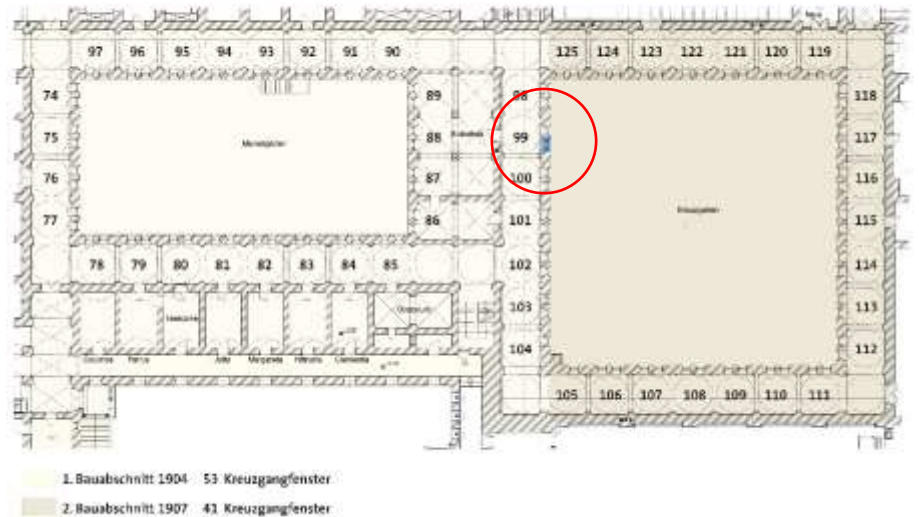 97 96 95 94 93 92 91 90
125 124 123 122 121 120 119
74 89 98 118
75 88 99 117
76 87 100 116
77 86 101 115
78 79 80 81 82 83 84 85 102 114
103 113
104 112
105 106 107 108 109 110 111
Kreuzgarten
Margareta
1. Bauabschnitt 1904 53 Kreuzgangfenster
2. Bauabschnitt 1907 41 Kreuzgangfenster